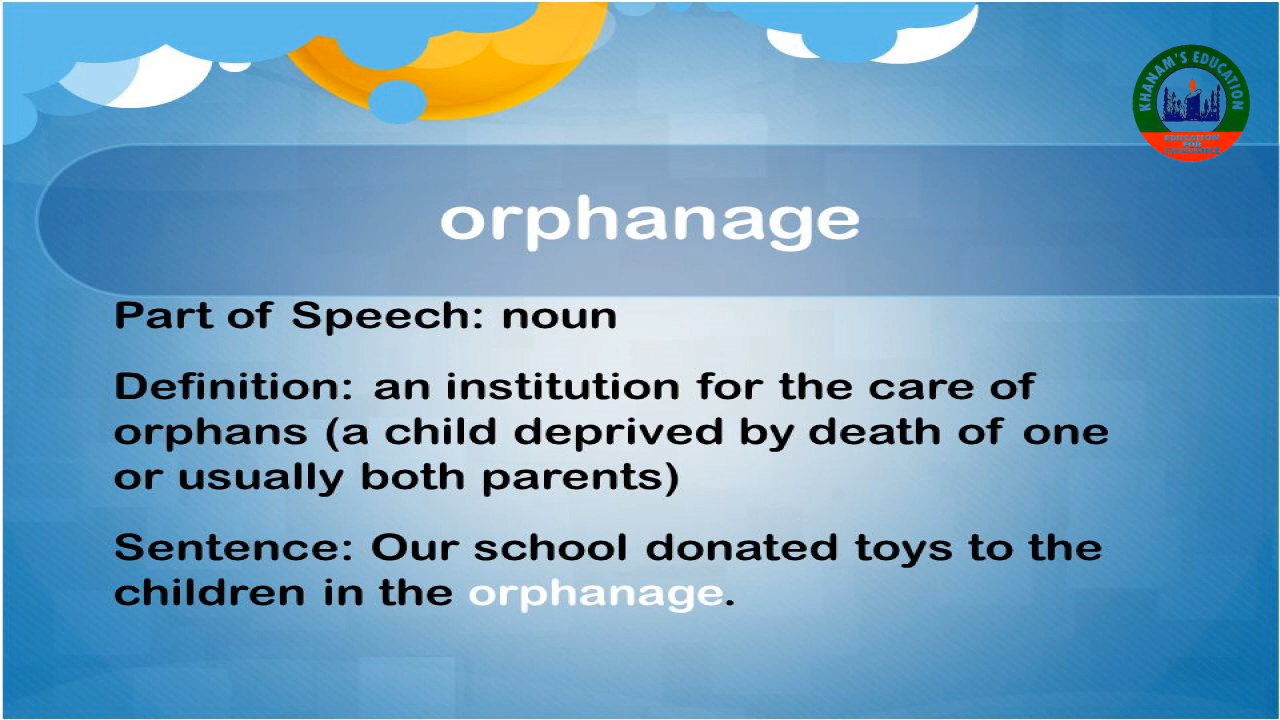 KHANAM'S EDUCATION
FOR
orphanage
Part of Speech: noun
Definition: an institution for the care of
orphans (a child deprived by death of one
or usually both parents)
Sentence: Our school donated toys to the
children in the orphanage.